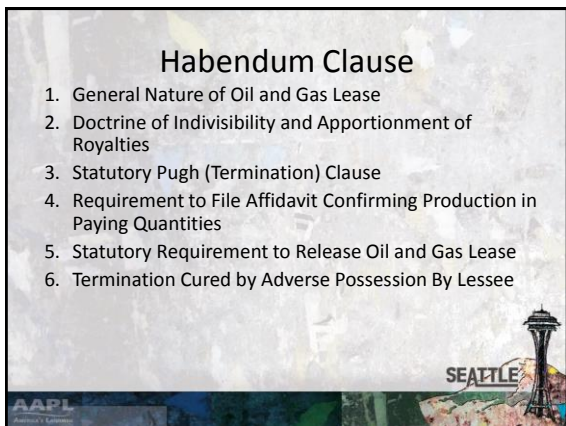 Habendum Clause
1. General Nature of Oil and Gas Lease
2. Doctrine of Indivisibility and Apportionment of
Royalties
3. Statutory Pugh (Termination) Clause
4. Requirement to File Affidavit Confirming Production in
Paying Quantities
5. Statutory Requirement to Release Oil and Gas Lease
6. Termination Cured by Adverse Possession By Lessee
SEATTLE
AAPL